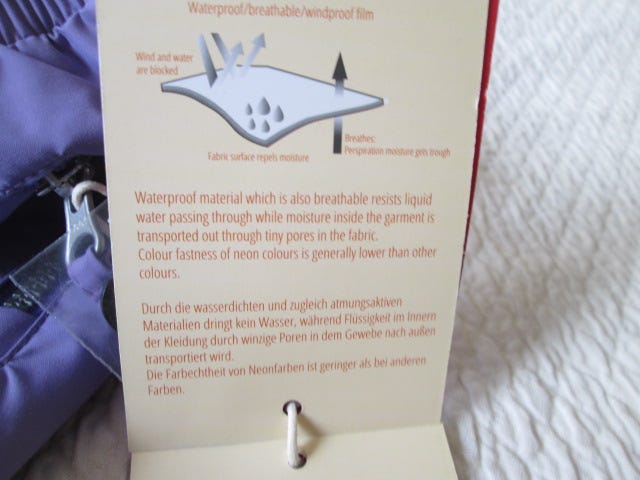 Waterproof/breathable/windproof film
Wind and water
are blocked
Breathes:
Perspiration moisture gets trough
Fabric surface repels moisture
Waterproof material which is also breathable resists liquid
water passing through while moisture inside the garment is
transported out through tiny pores in the fabric.
Colour fastness of neon colours is generally lower than other
colours.
Durch die wasserdichten und zugleich atmungsaktiven
Materialien dringt kein Wasser, während Flüssigkeit im Innern
der Kleidung durch winzige Poren in dem Gewebe nach außen
transportiert wird.
Die Farbechtheit von Neonfarben ist geringer als bei anderen
Farben.